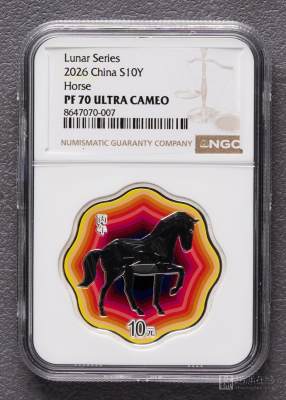 Lunar Series
2026 China S10Y
Horse
PF 70 ULTRA CAMEO
8647070-007
NUMISMATIC GUARANTY COMPANY
NGC
10元